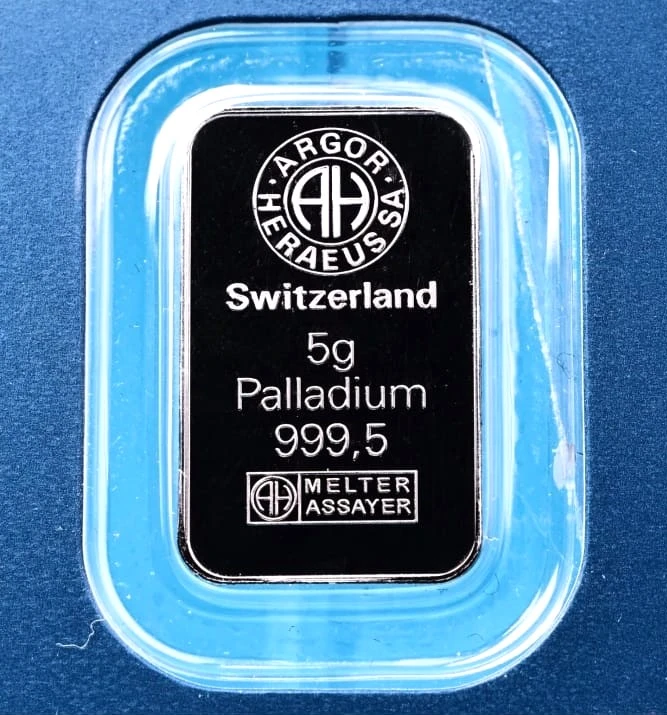 ARGOR
HERAEUS SA
AH
Switzerland
5g
Palladium
999,5
AH MELTER
ASSAYER